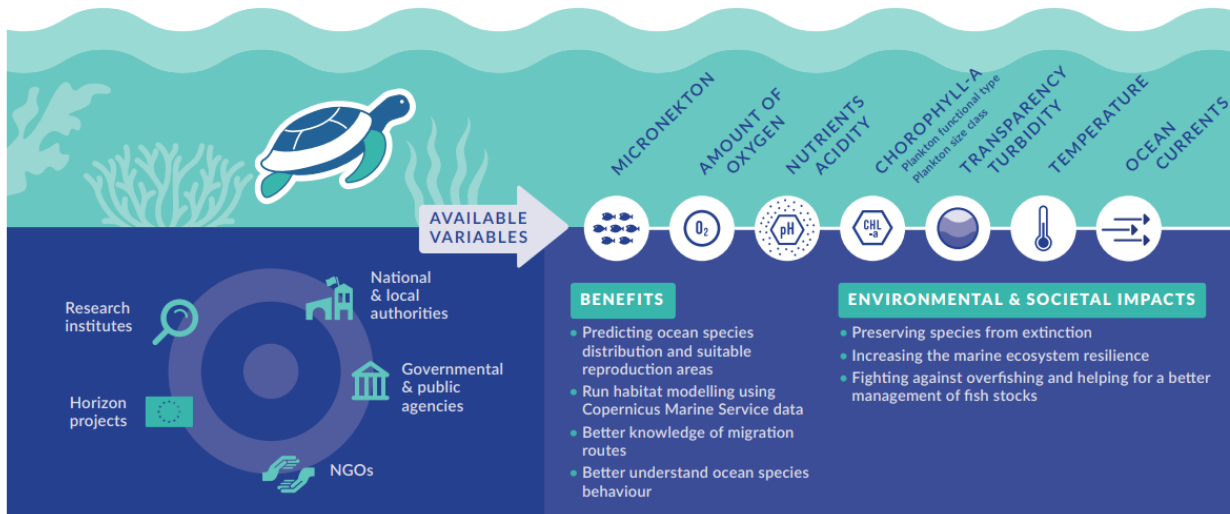 MICRONEKTON
AMOUNT OF
OXYGEN
NUTRIENTS
ACIDITY
CHOROPHYLL-A
Plankton functional type
Plankton size class
TRANSPARENCY
TURBIDITY
TEMPERATURE
OCEAN
CURRENTS
AVAILABLE
VARIABLES
O₂
pH
CHL
-a
National
& local
authorities
Research
institutes
Governmental
& public
agencies
Horizon
projects
NGOs
BENEFITS
• Predicting ocean species
distribution and suitable
reproduction areas
• Run habitat modelling using
Copernicus Marine Service data
• Better knowledge of migration
routes
• Better understand ocean species
behaviour
ENVIRONMENTAL & SOCIETAL IMPACTS
• Preserving species from extinction
• Increasing the marine ecosystem resilience
• Fighting against overfishing and helping for a better
management of fish stocks